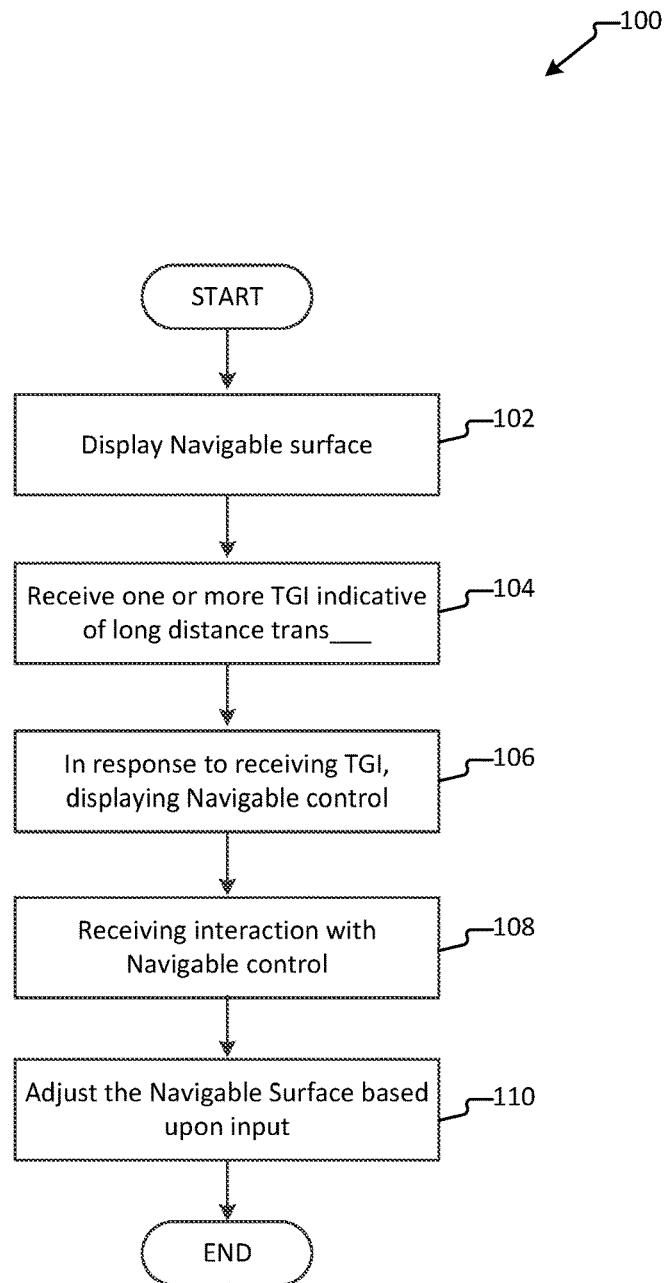 100
START
Display Navigable surface
102
Receive one or more TGI indicative
of long distance trans___
104
In response to receiving TGI,
displaying Navigable control
106
Receiving interaction with
Navigable control
108
Adjust the Navigable Surface based
upon input
110
END